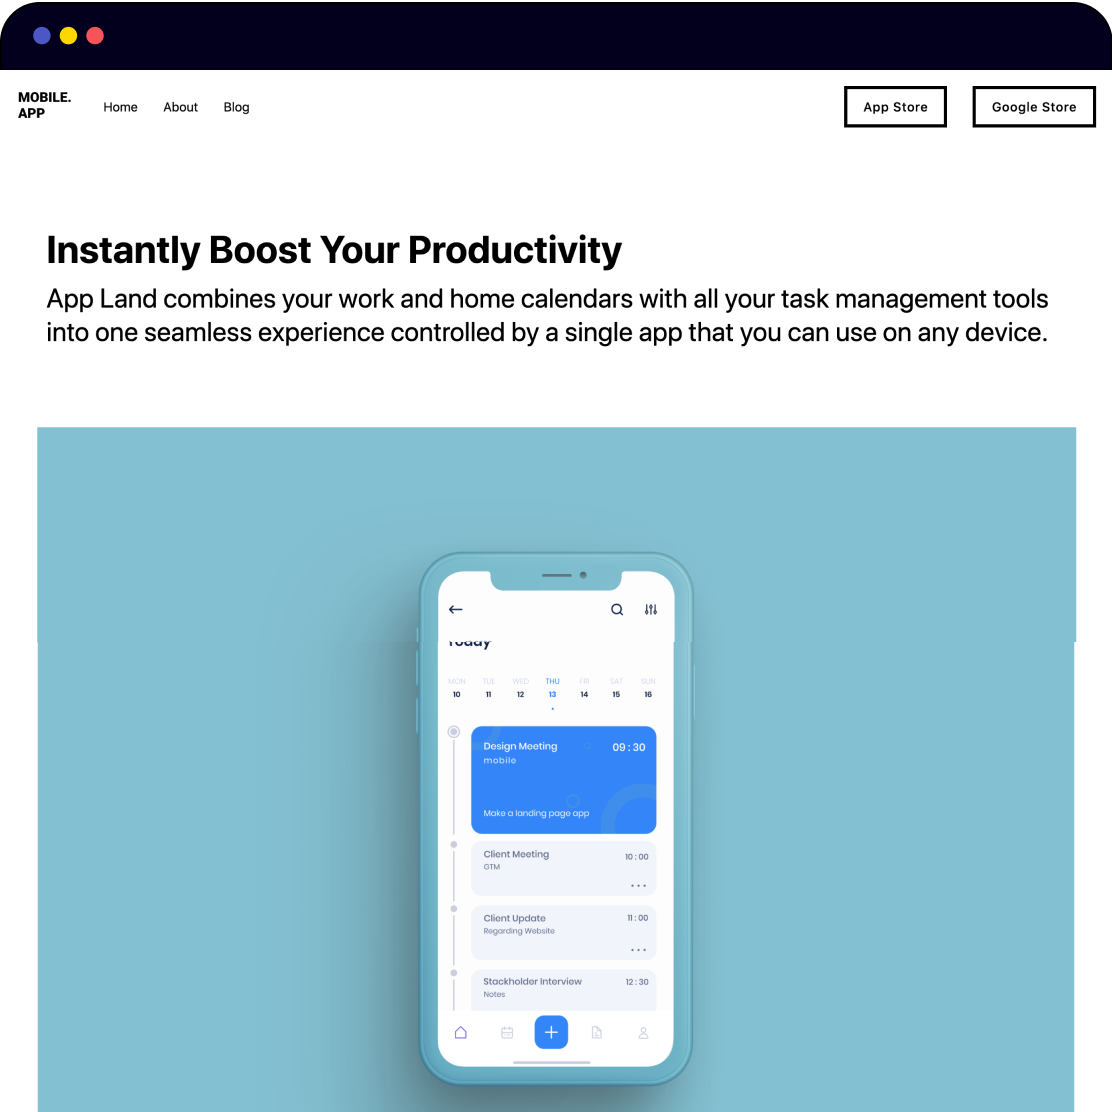 MOBILE.
APP
Home About Blog
App Store Google Store
Instantly Boost Your Productivity
App Land combines your work and home calendars with all your task management tools
into one seamless experience controlled by a single app that you can use on any device.
Today
MON TUE WED THU FRI SAT SUN
10 11 12 13 14 15 16
Design Meeting 09 : 30
mobile
Make a landing page app
Client Meeting 10 : 00
GTM
Client Update 11 : 00
Regarding Website
Stackholder Interview 12 : 30
Notes